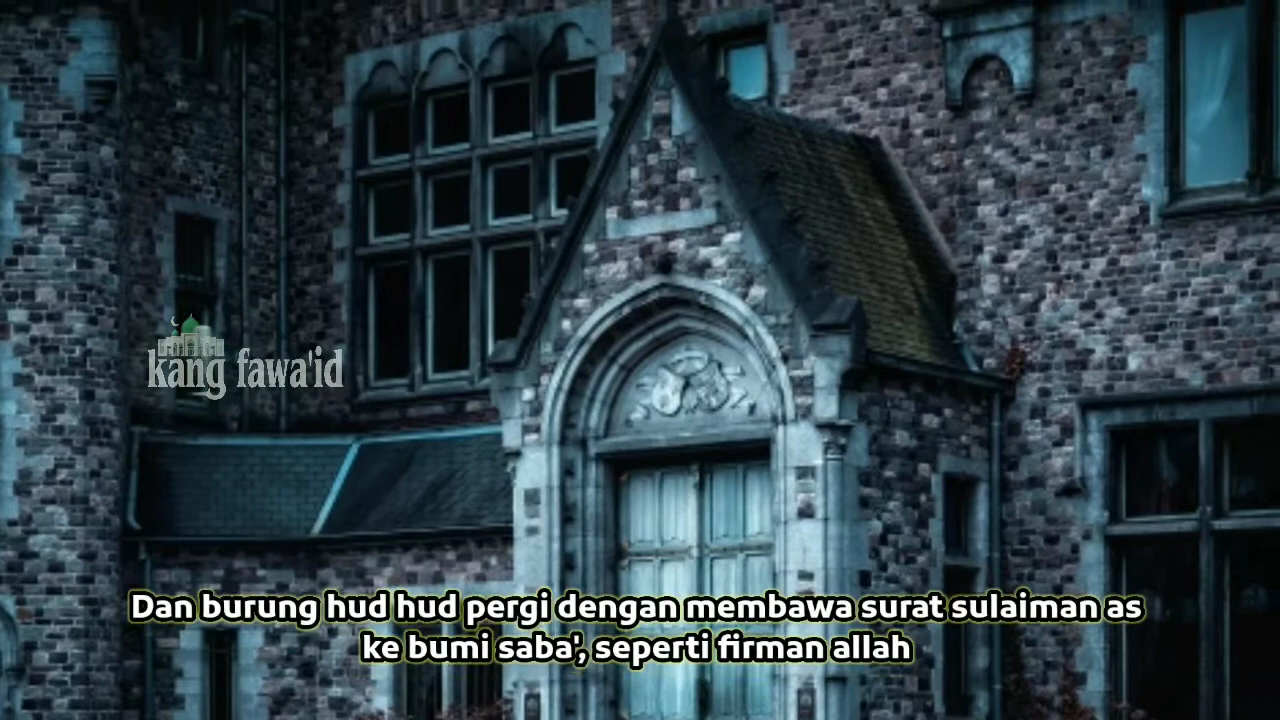 kang fawa'id
Dan burung hud hud pergi dengan membawa surat sulaiman as
ke bumi saba', seperti firman allah